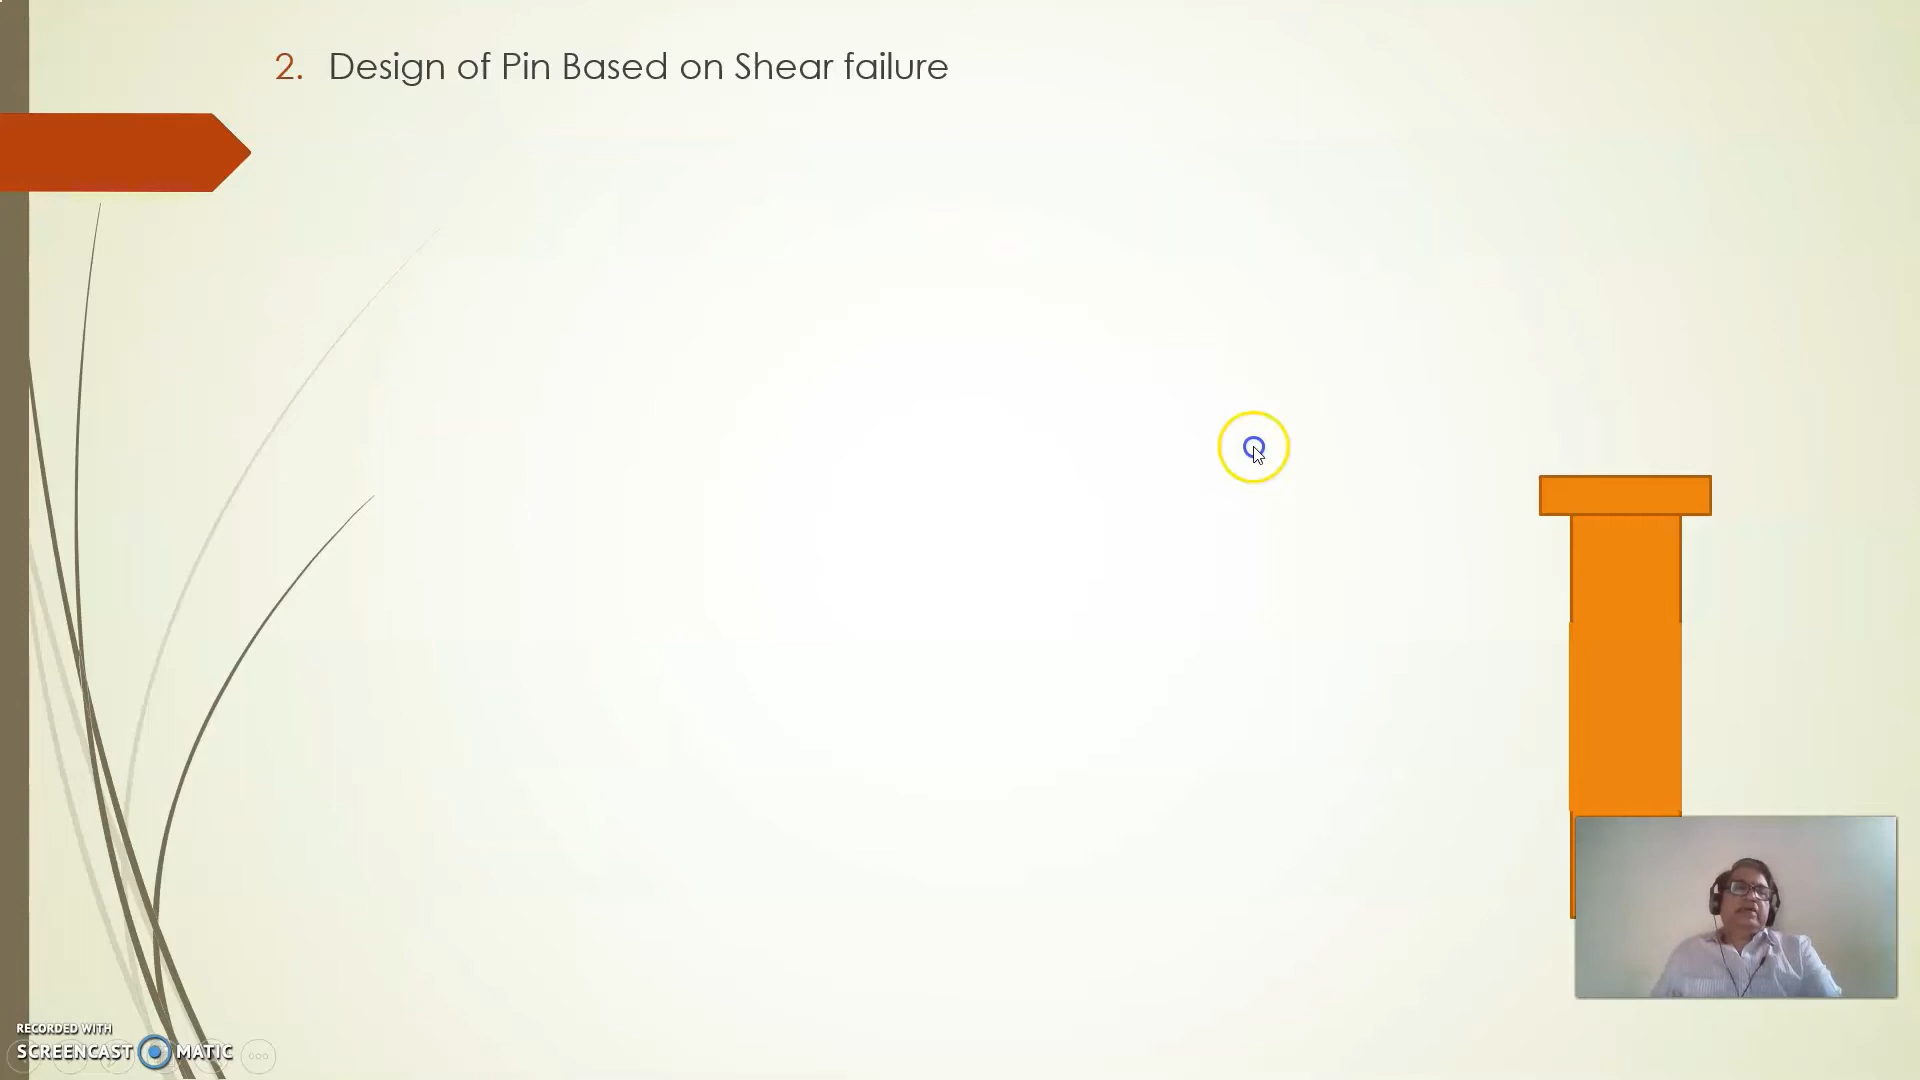 2. Design of Pin Based on Shear failure
RECORDED WITH
SCREENCAST MATIC